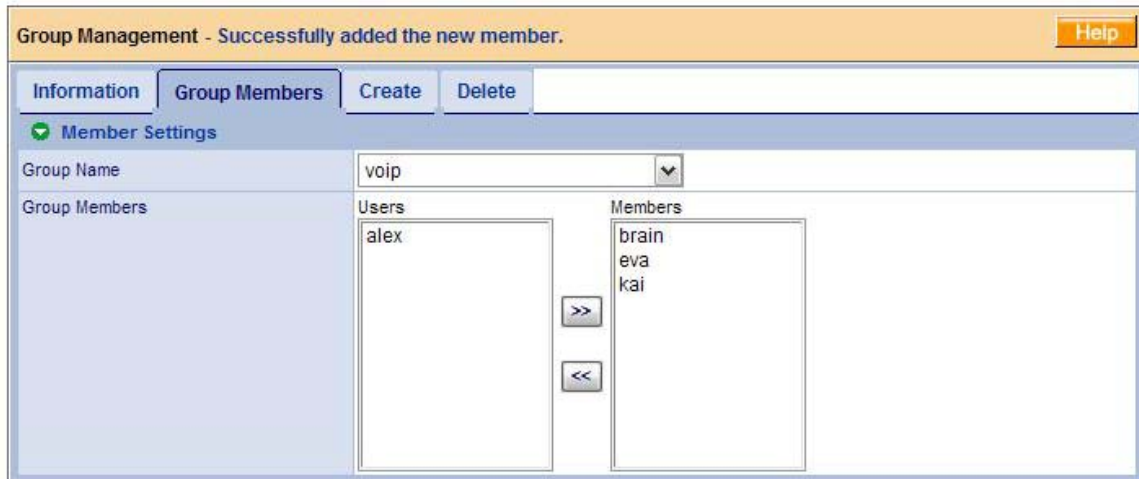 Group Management - Successfully added the new member.
Help
Information Group Members Create Delete
Member Settings
Group Name voip
Group Members Users Members
alex brain
eva
kai
>>
<<